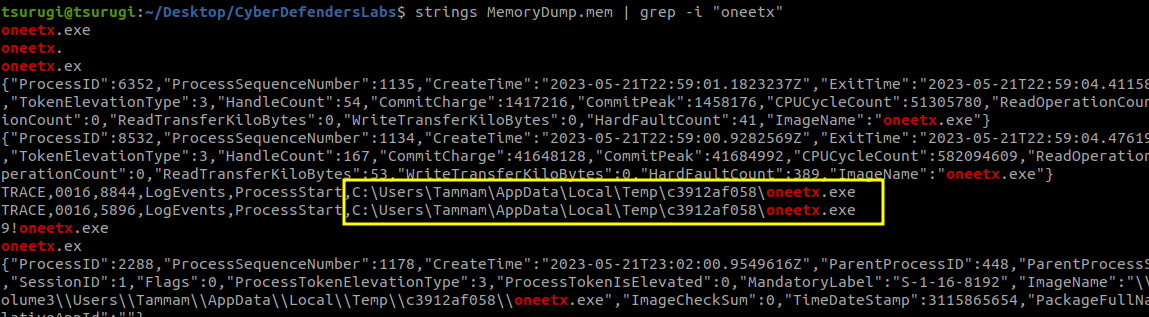 tsurugi@tsurugi:~/Desktop/CyberDefendersLabs$ strings MemoryDump.mem | grep -i "oneetx"
oneetx.exe
oneetx.
oneetx.ex
{"ProcessID":6352,"ProcessSequenceNumber":1135,"CreateTime":"2023-05-21T22:59:01.1823237Z","ExitTime":"2023-05-21T22:59:04.41158
,"TokenElevationType":3,"HandleCount":54,"CommitCharge":1417216,"CommitPeak":1458176,"CPUCycleCount":51305780,"ReadOperationCoun
ionCount":0,"ReadTransferKiloBytes":0,"WriteTransferKiloBytes":0,"HardFaultCount":41,"ImageName":"oneetx.exe"}
{"ProcessID":8532,"ProcessSequenceNumber":1134,"CreateTime":"2023-05-21T22:59:00.9282569Z","ExitTime":"2023-05-21T22:59:04.47619
,"TokenElevationType":3,"HandleCount":167,"CommitCharge":41648128,"CommitPeak":41684992,"CPUCycleCount":582094609,"ReadOperation
perationCount":0,"ReadTransferKiloBytes":53,"WriteTransferKiloBytes":0,"HardFaultCount":389,"ImageName":"oneetx.exe"}
TRACE,0016,8844,LogEvents,ProcessStart,C:\Users\Tammam\AppData\Local\Temp\c3912af058\oneetx.exe
TRACE,0016,5896,LogEvents,ProcessStart,C:\Users\Tammam\AppData\Local\Temp\c3912af058\oneetx.exe
9!oneetx.exe
oneetx.ex
{"ProcessID":2288,"ProcessSequenceNumber":1178,"CreateTime":"2023-05-21T23:02:00.9549616Z","ParentProcessID":448,"ParentProcessS
,"SessionID":1,"Flags":0,"ProcessTokenElevationType":3,"ProcessTokenIsElevated":0,"MandatoryLabel":"S-1-16-8192","ImageName":"\\
olume3\\Users\\Tammam\\AppData\\Local\\Temp\\c3912af058\\oneetx.exe","ImageCheckSum":0,"TimeDateStamp":3115865654,"PackageFullNa
lativeAppId":""}